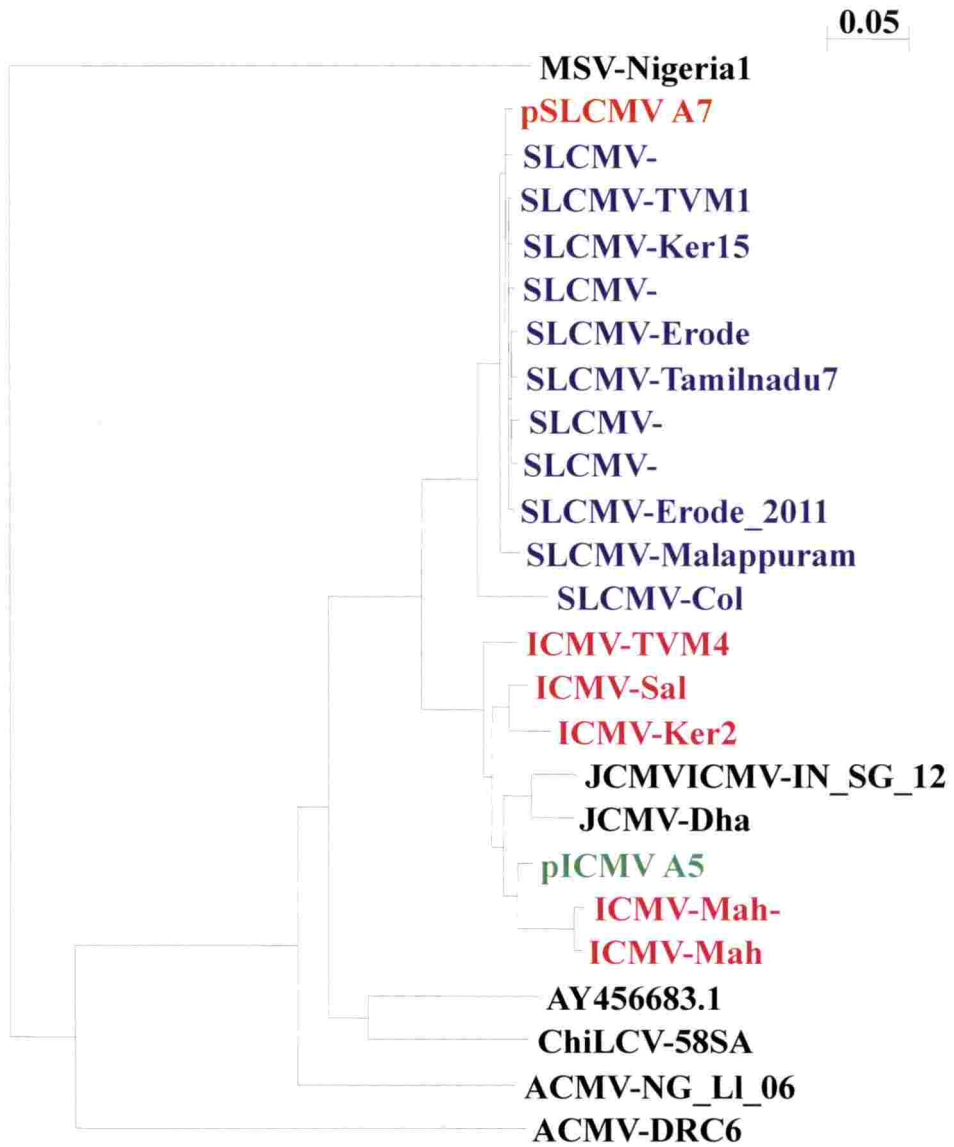 0.05
MSV-Nigeria1
pSLCMV A7
SLCMV-
SLCMV-TVM1
SLCMV-Ker15
SLCMV-
SLCMV-Erode
SLCMV-Tamilnadu7
SLCMV-
SLCMV-
SLCMV-Erode_2011
SLCMV-Malappuram
SLCMV-Col
ICMV-TVM4
ICMV-Sal
ICMV-Ker2
JCMVICMV-IN_SG_12
JCMV-Dha
pICMV A5
ICMV-Mah-
ICMV-Mah
AY456683.1
ChiLCV-58SA
ACMV-NG_Ll_06
ACMV-DRC6